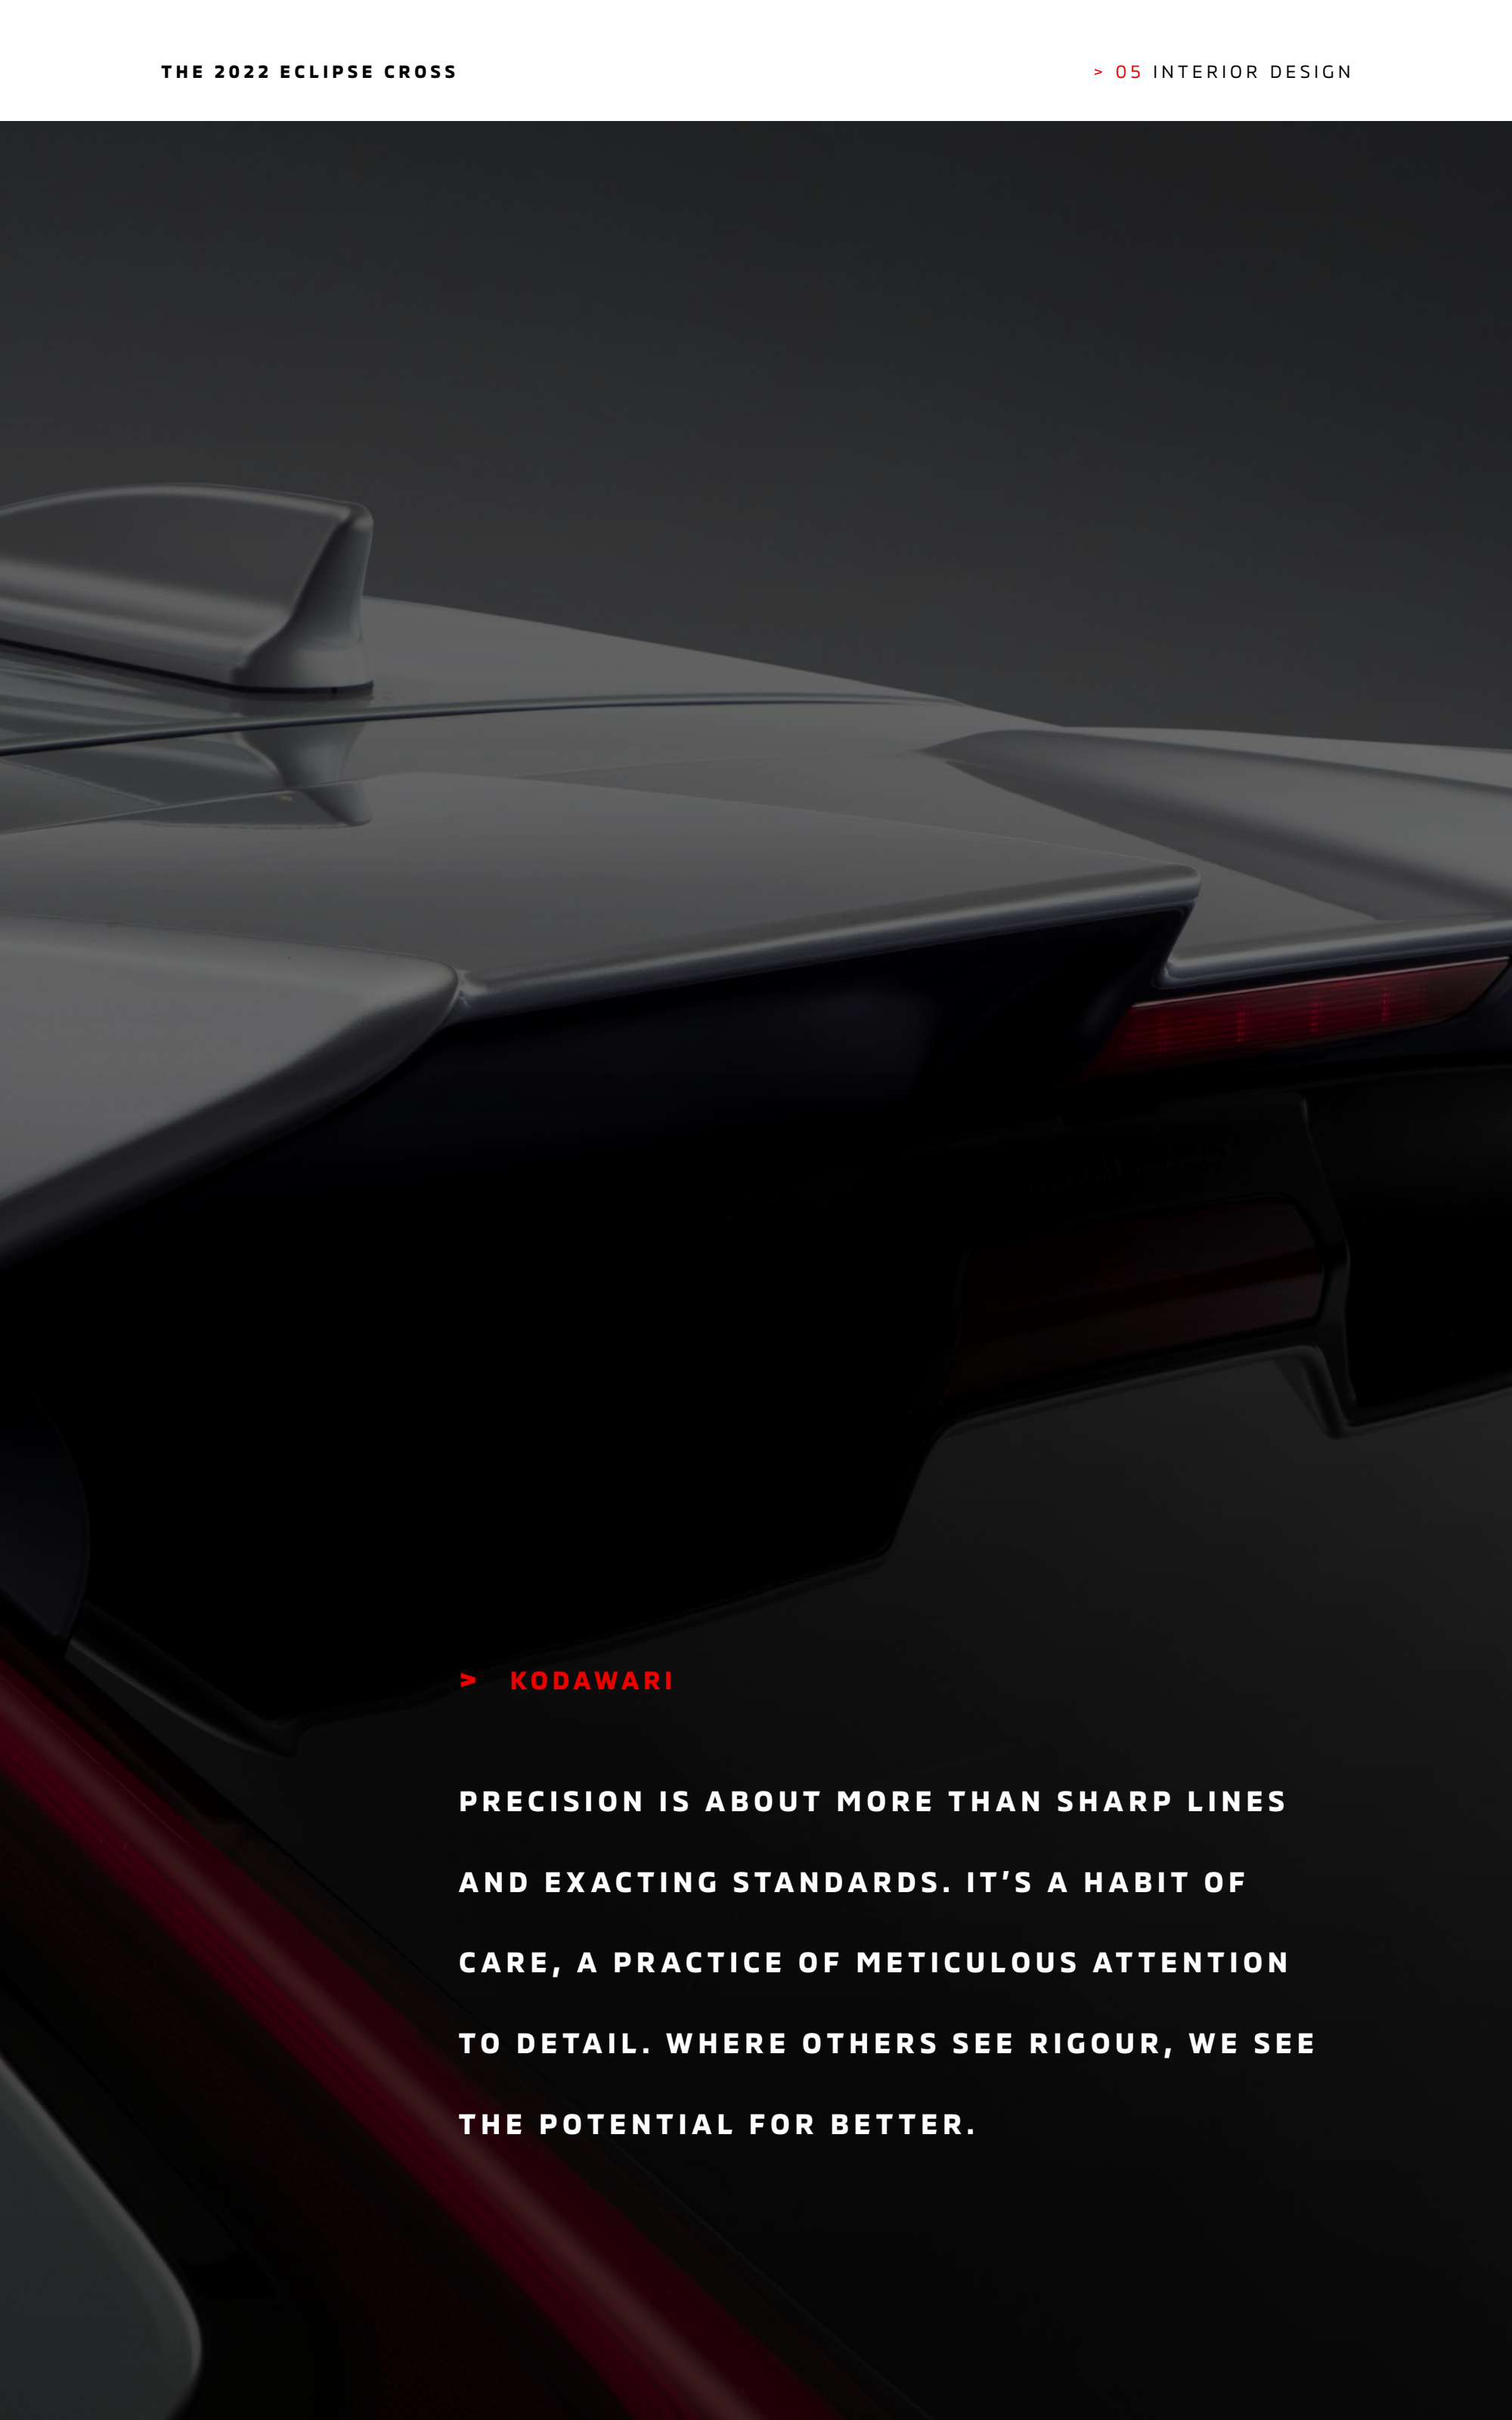 THE 2022 ECLIPSE CROSS
> 05 INTERIOR DESIGN
> KODAWARI
PRECISION IS ABOUT MORE THAN SHARP LINES
AND EXACTING STANDARDS. IT’S A HABIT OF
CARE, A PRACTICE OF METICULOUS ATTENTION
TO DETAIL. WHERE OTHERS SEE RIGOUR, WE SEE
THE POTENTIAL FOR BETTER.